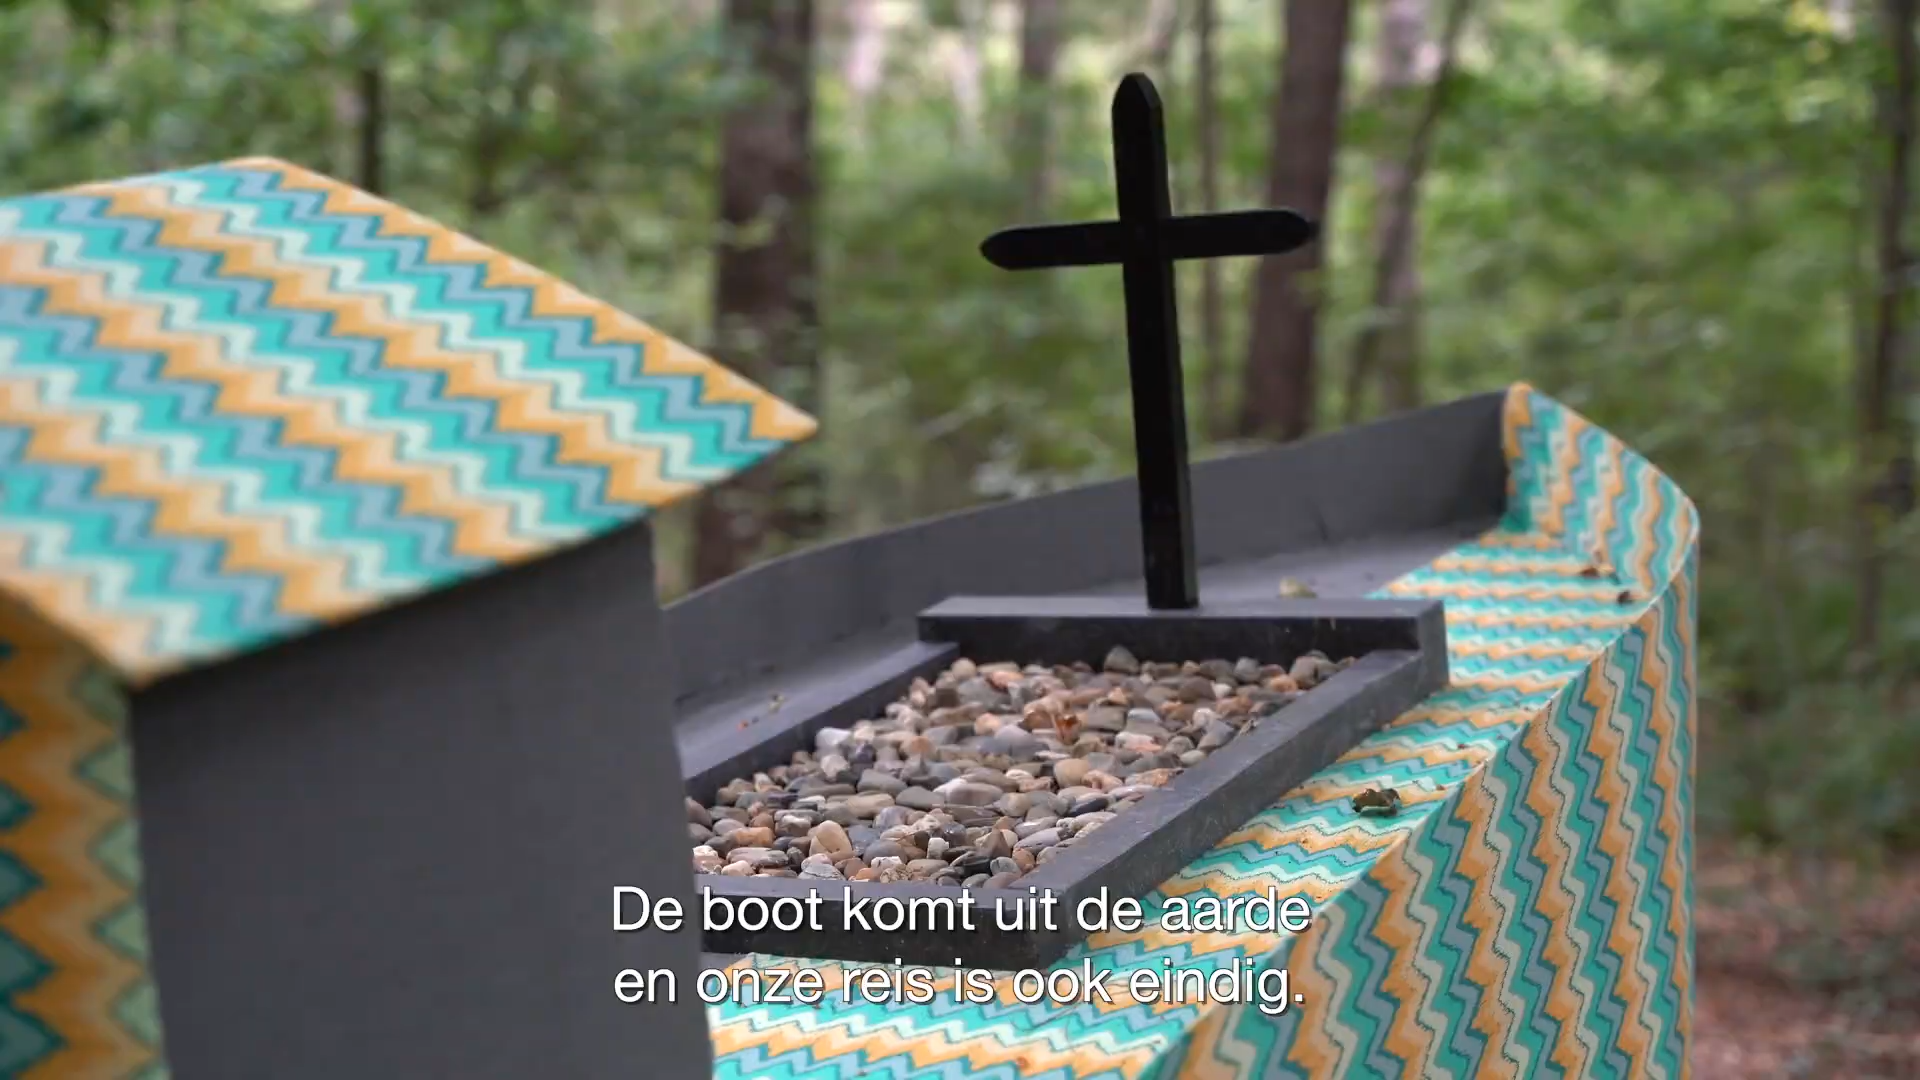 De boot komt uit de aarde
en onze reis is ook eindig.